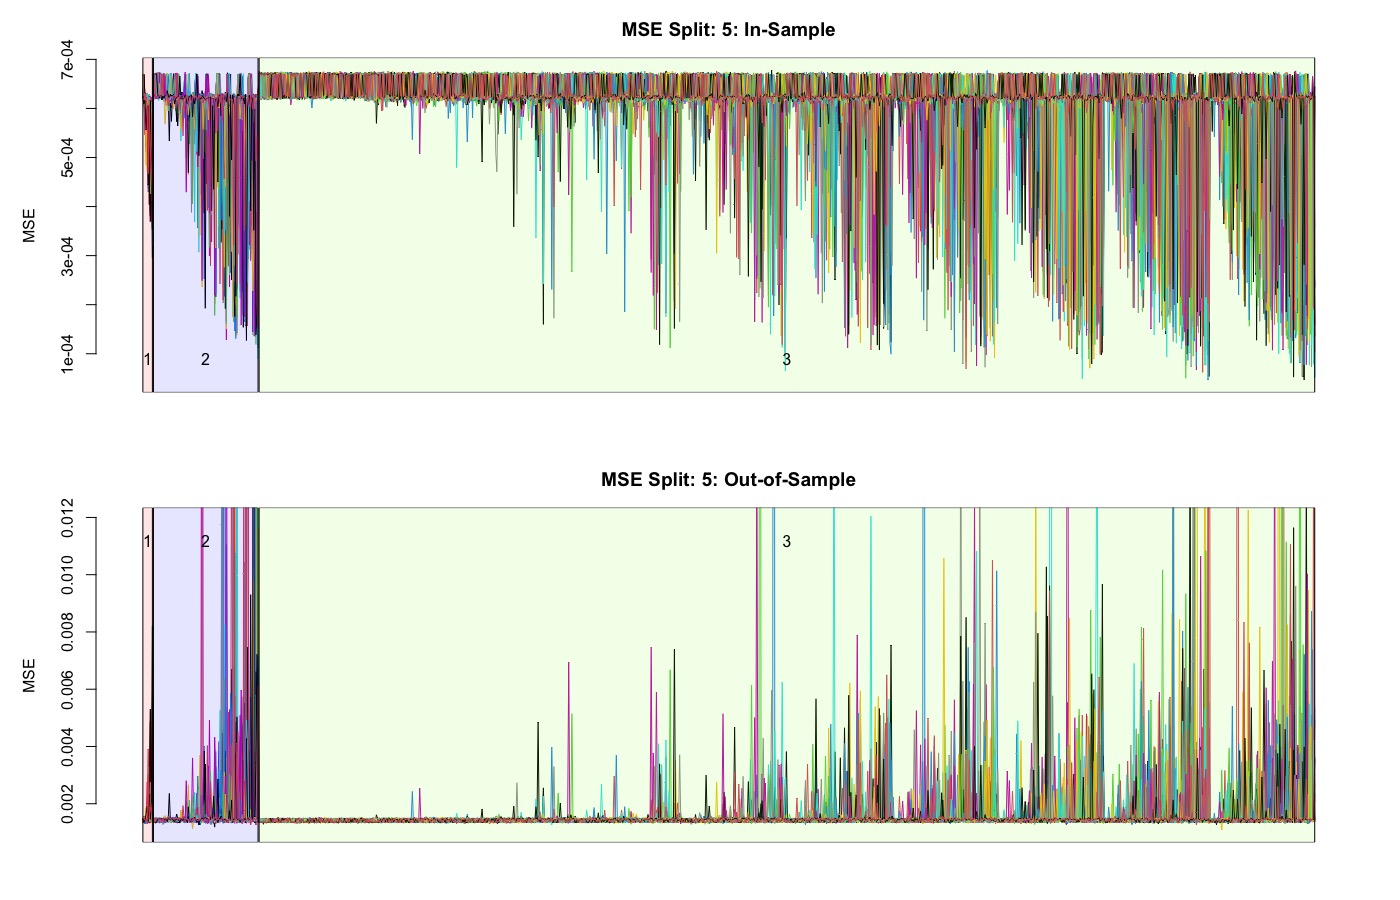 MSE Split: 5: In-Sample
MSE
7e-04
5e-04
3e-04
1e-04
1
2
3
MSE Split: 5: Out-of-Sample
MSE
0.012
0.010
0.008
0.006
0.004
0.002
1
2
3